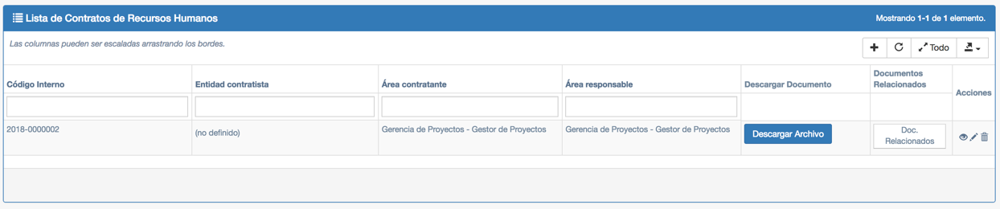 Lista de Contratos de Recursos Humanos
Mostrando 1-1 de 1 elemento.
Las columnas pueden ser escaladas arrastrando los bordes.
Todo
Código Interno
Entidad contratista
Área contratante
Área responsable
Descargar Documento
Documentos
Relacionados
Acciones
2018-0000002
(no definido)
Gerencia de Proyectos - Gestor de Proyectos
Gerencia de Proyectos - Gestor de Proyectos
Descargar Archivo
Doc.
Relacionados